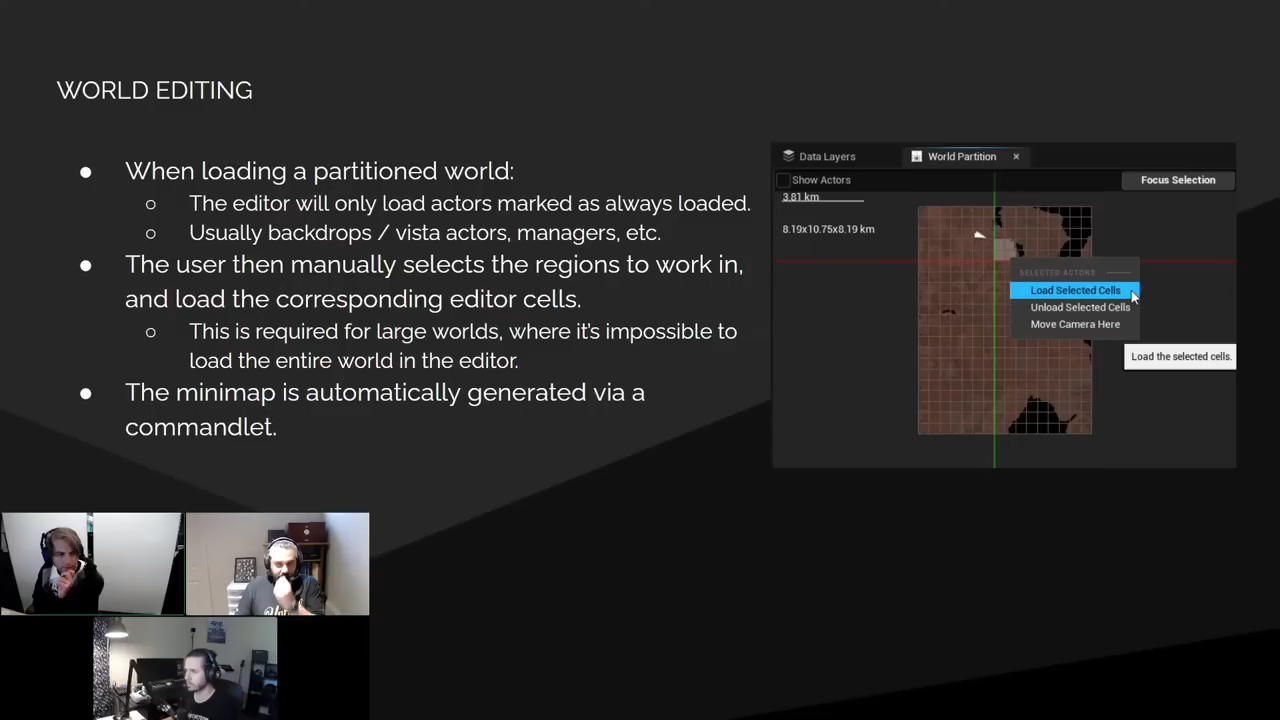 WORLD EDITING
● When loading a partitioned world:
○ The editor will only load actors marked as always loaded.
○ Usually backdrops / vista actors, managers, etc.
● The user then manually selects the regions to work in,
and load the corresponding editor cells.
○ This is required for large worlds, where it’s impossible to
load the entire world in the editor.
● The minimap is automatically generated via a
commandlet.
Data Layers
World Partition ×
Show Actors
Focus Selection
3.81 km
8.19x10.75x8.19 km
SELECTED ACTORS
Load Selected Cells
Unload Selected Cells
Move Camera Here
Load the selected cells.